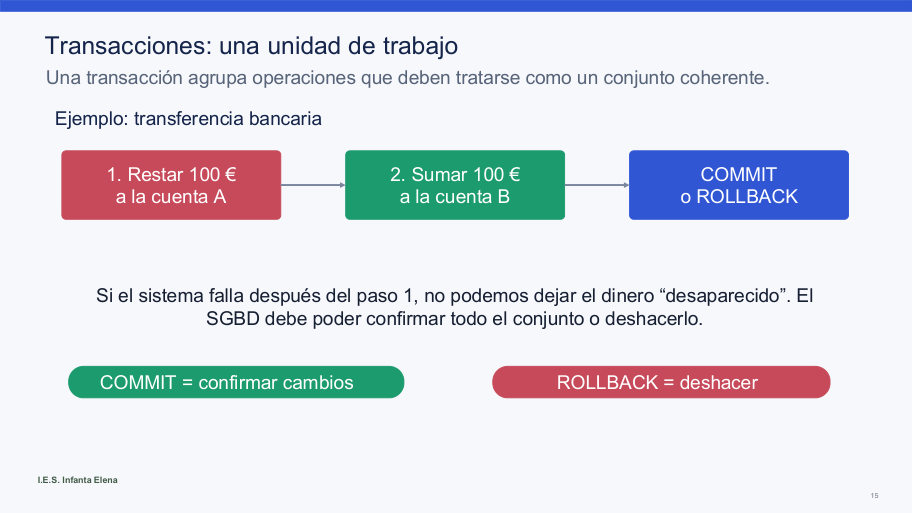 Transacciones: una unidad de trabajo
Una transacción agrupa operaciones que deben tratarse como un conjunto coherente.
Ejemplo: transferencia bancaria
1. Restar 100 €
a la cuenta A
2. Sumar 100 €
a la cuenta B
COMMIT
o ROLLBACK
Si el sistema falla después del paso 1, no podemos dejar el dinero “desaparecido”. El
SGBD debe poder confirmar todo el conjunto o deshacerlo.
COMMIT = confirmar cambios
ROLLBACK = deshacer
I.E.S. Infanta Elena
15